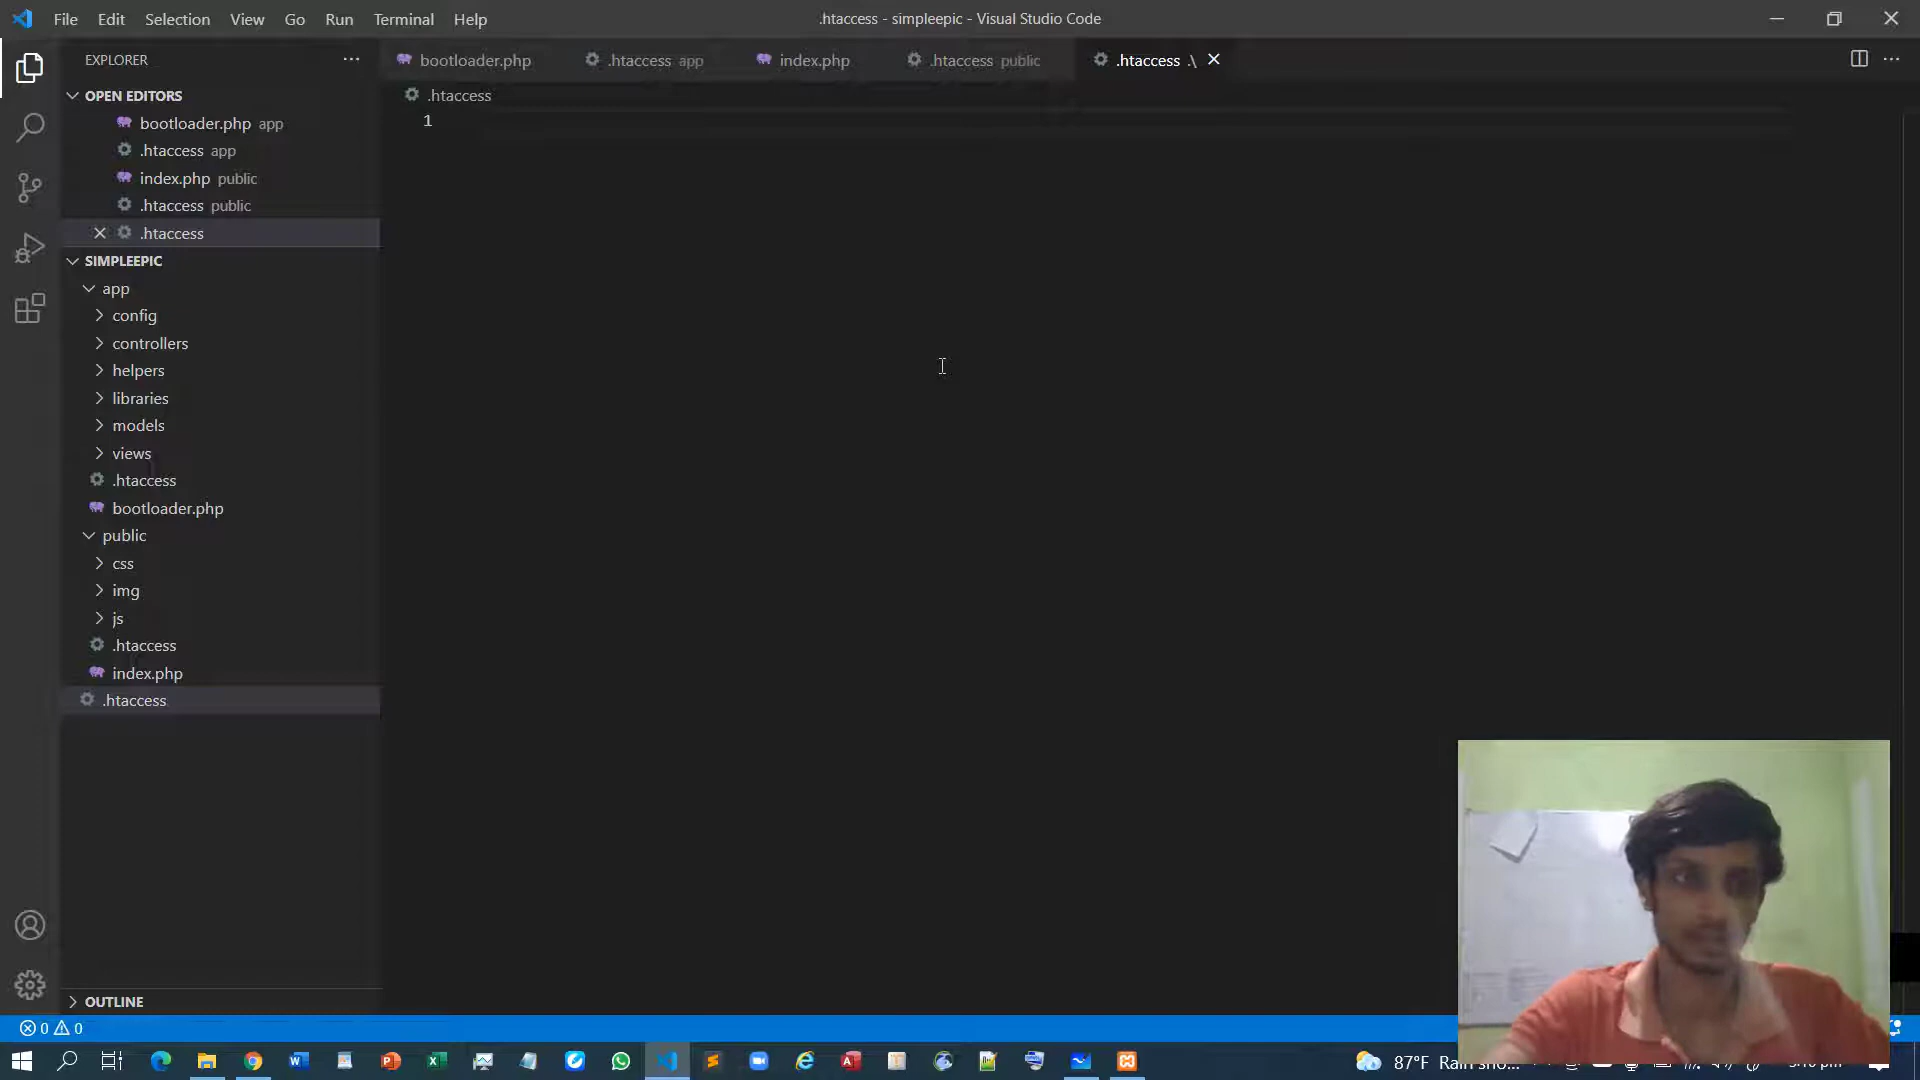 File Edit Selection View Go Run Terminal Help
.htaccess - simpleepic - Visual Studio Code
EXPLORER
bootloader.php
.htaccess app
index.php
.htaccess public
.htaccess .\
OPEN EDITORS
.htaccess
bootloader.php app
1
.htaccess app
index.php public
.htaccess public
.htaccess
SIMPLEEPIC
app
config
controllers
helpers
libraries
models
views
.htaccess
bootloader.php
public
css
img
js
.htaccess
index.php
.htaccess
OUTLINE
0 0
87°F Rain sho...